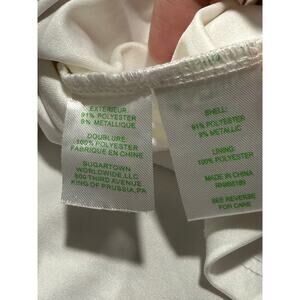 EXTERIEUR:
91% POLYESTER
9% METALLIQUE
DOUBLURE:
100% POLYESTER
FABRIQUE EN CHINE
SUGARTOWN
WORLDWIDE, LLC
800 THIRD AVENUE
KING OF PRUSSIA, PA
SHELL:
91% POLYESTER
9% METALLIC
LINING:
100% POLYESTER
MADE IN CHINA
SEE REVERSE
FOR CARE